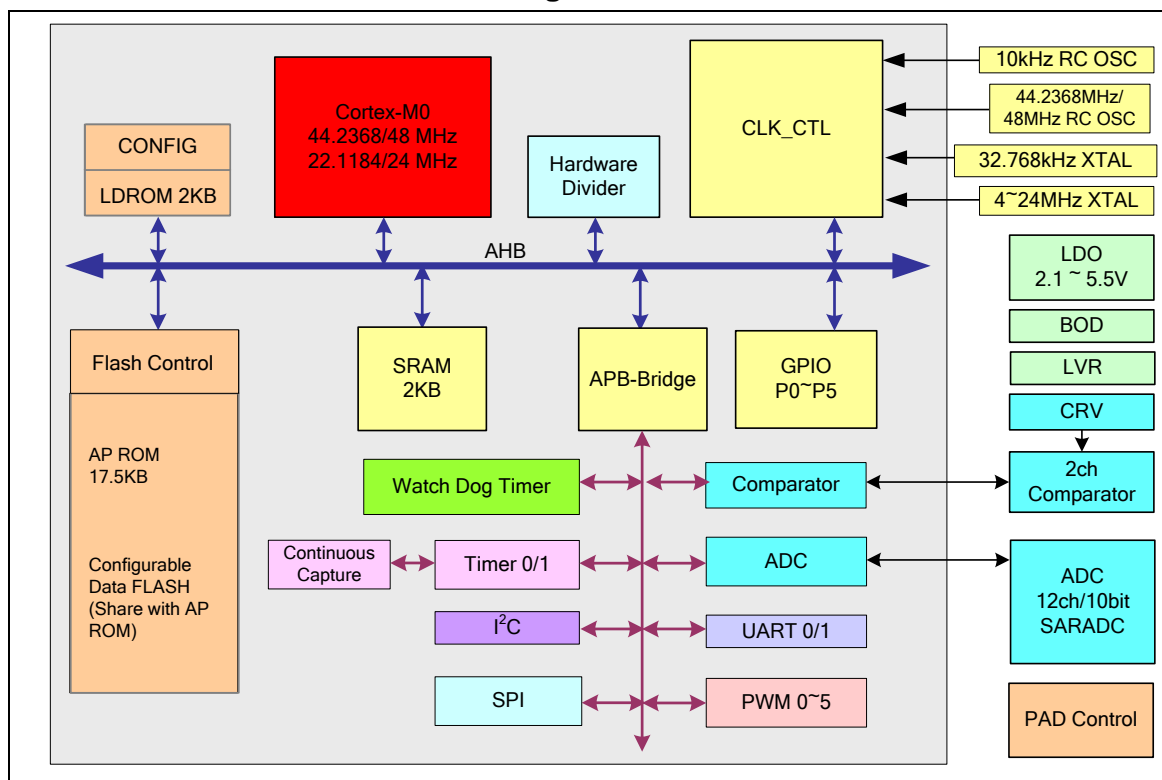 Cortex-M0
44.2368/48 MHz
22.1184/24 MHz
CLK_CTL
10kHz RC OSC
44.2368MHz/
48MHz RC OSC
32.768kHz XTAL
4~24MHz XTAL
CONFIG
LDROM 2KB
Hardware
Divider
AHB
LDO
2.1 ~ 5.5V
BOD
LVR
CRV
Flash Control
AP ROM
17.5KB
Configurable
Data FLASH
(Share with AP
ROM)
SRAM
2KB
APB-Bridge
GPIO
P0~P5
Watch Dog Timer
Comparator
2ch
Comparator
Continuous
Capture
Timer 0/1
ADC
ADC
12ch/10bit
SARADC
I²C
UART 0/1
SPI
PWM 0~5
PAD Control